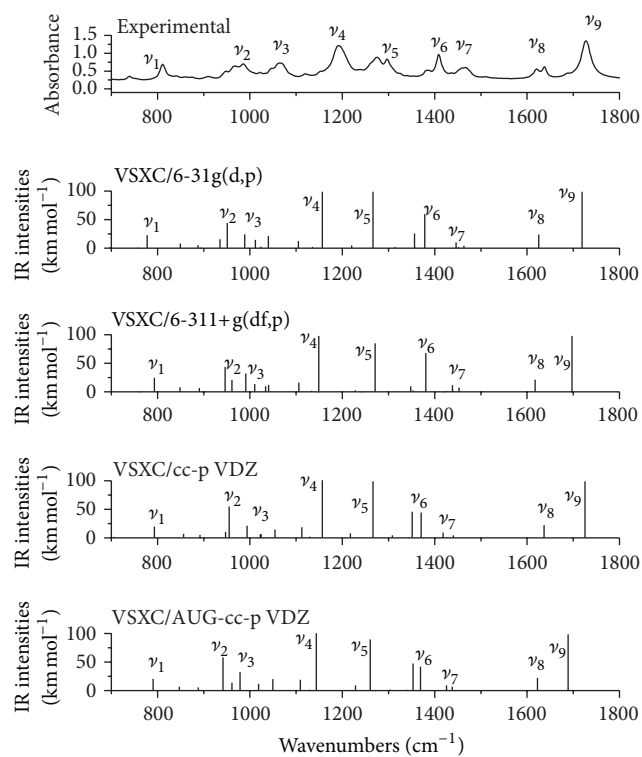 Experimental
Absorbance
1.5
1.0
0.5
0.0
ν1
ν2
ν3
ν4
ν5
ν6
ν7
ν8
ν9
800 1000 1200 1400 1600 1800
VSXC/6-31g(d,p)
IR intensities
(km mol−1)
100
50
0
ν1
ν2
ν3
ν4
ν5
ν6
ν7
ν8
ν9
800 1000 1200 1400 1600 1800
VSXC/6-311+g(df,p)
IR intensities
(km mol−1)
100
50
0
ν1
ν2
ν3
ν4
ν5
ν6
ν7
ν8
ν9
800 1000 1200 1400 1600 1800
VSXC/cc-p VDZ
IR intensities
(km mol−1)
100
50
0
ν1
ν2
ν3
ν4
ν5
ν6
ν7
ν8
ν9
800 1000 1200 1400 1600 1800
VSXC/AUG-cc-p VDZ
IR intensities
(km mol−1)
100
50
0
ν1
ν2
ν3
ν4
ν5
ν6
ν7
ν8
ν9
800 1000 1200 1400 1600 1800
Wavenumbers (cm−1)